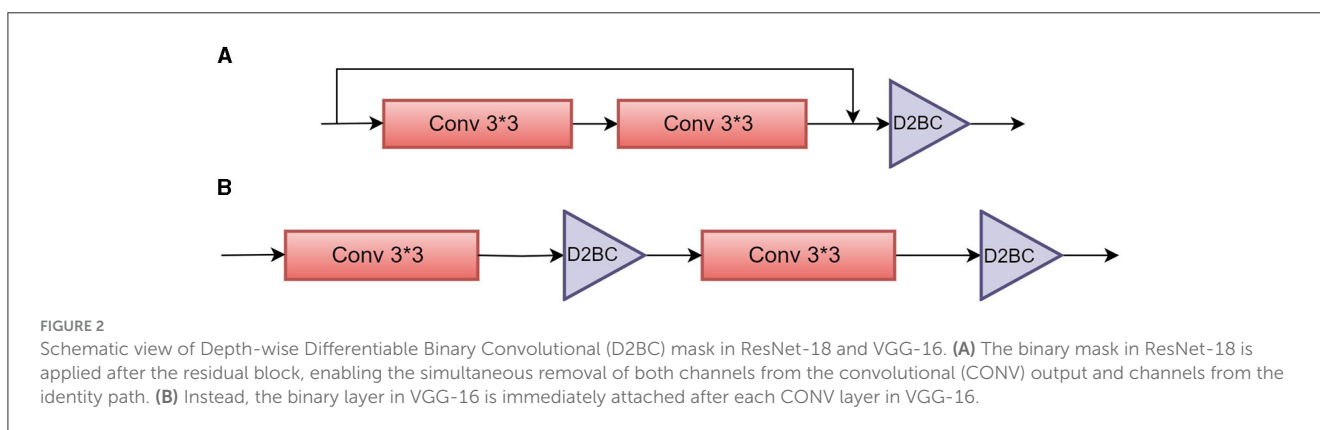 A
Conv 3*3
Conv 3*3
D2BC
B
Conv 3*3
D2BC
Conv 3*3
D2BC
FIGURE 2
Schematic view of Depth-wise Differentiable Binary Convolutional (D2BC) mask in ResNet-18 and VGG-16. (A) The binary mask in ResNet-18 is
applied after the residual block, enabling the simultaneous removal of both channels from the convolutional (CONV) output and channels from the
identity path. (B) Instead, the binary layer in VGG-16 is immediately attached after each CONV layer in VGG-16.